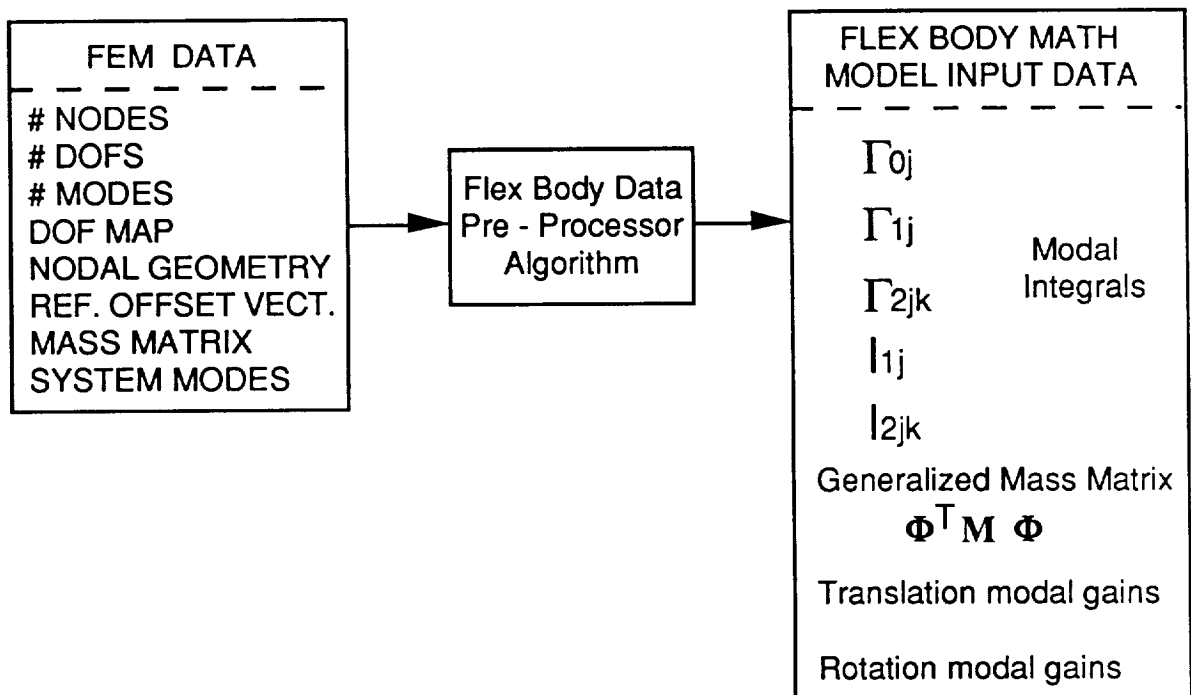 FEM DATA
# NODES
# DOFS
# MODES
DOF MAP
NODAL GEOMETRY
REF. OFFSET VECT.
MASS MATRIX
SYSTEM MODES
Flex Body Data
Pre - Processor
Algorithm
FLEX BODY MATH
MODEL INPUT DATA
Γ0j
Γ1j
Γ2jk
I1j
I2jk
Modal
Integrals
Generalized Mass Matrix
Φ^T M Φ
Translation modal gains
Rotation modal gains